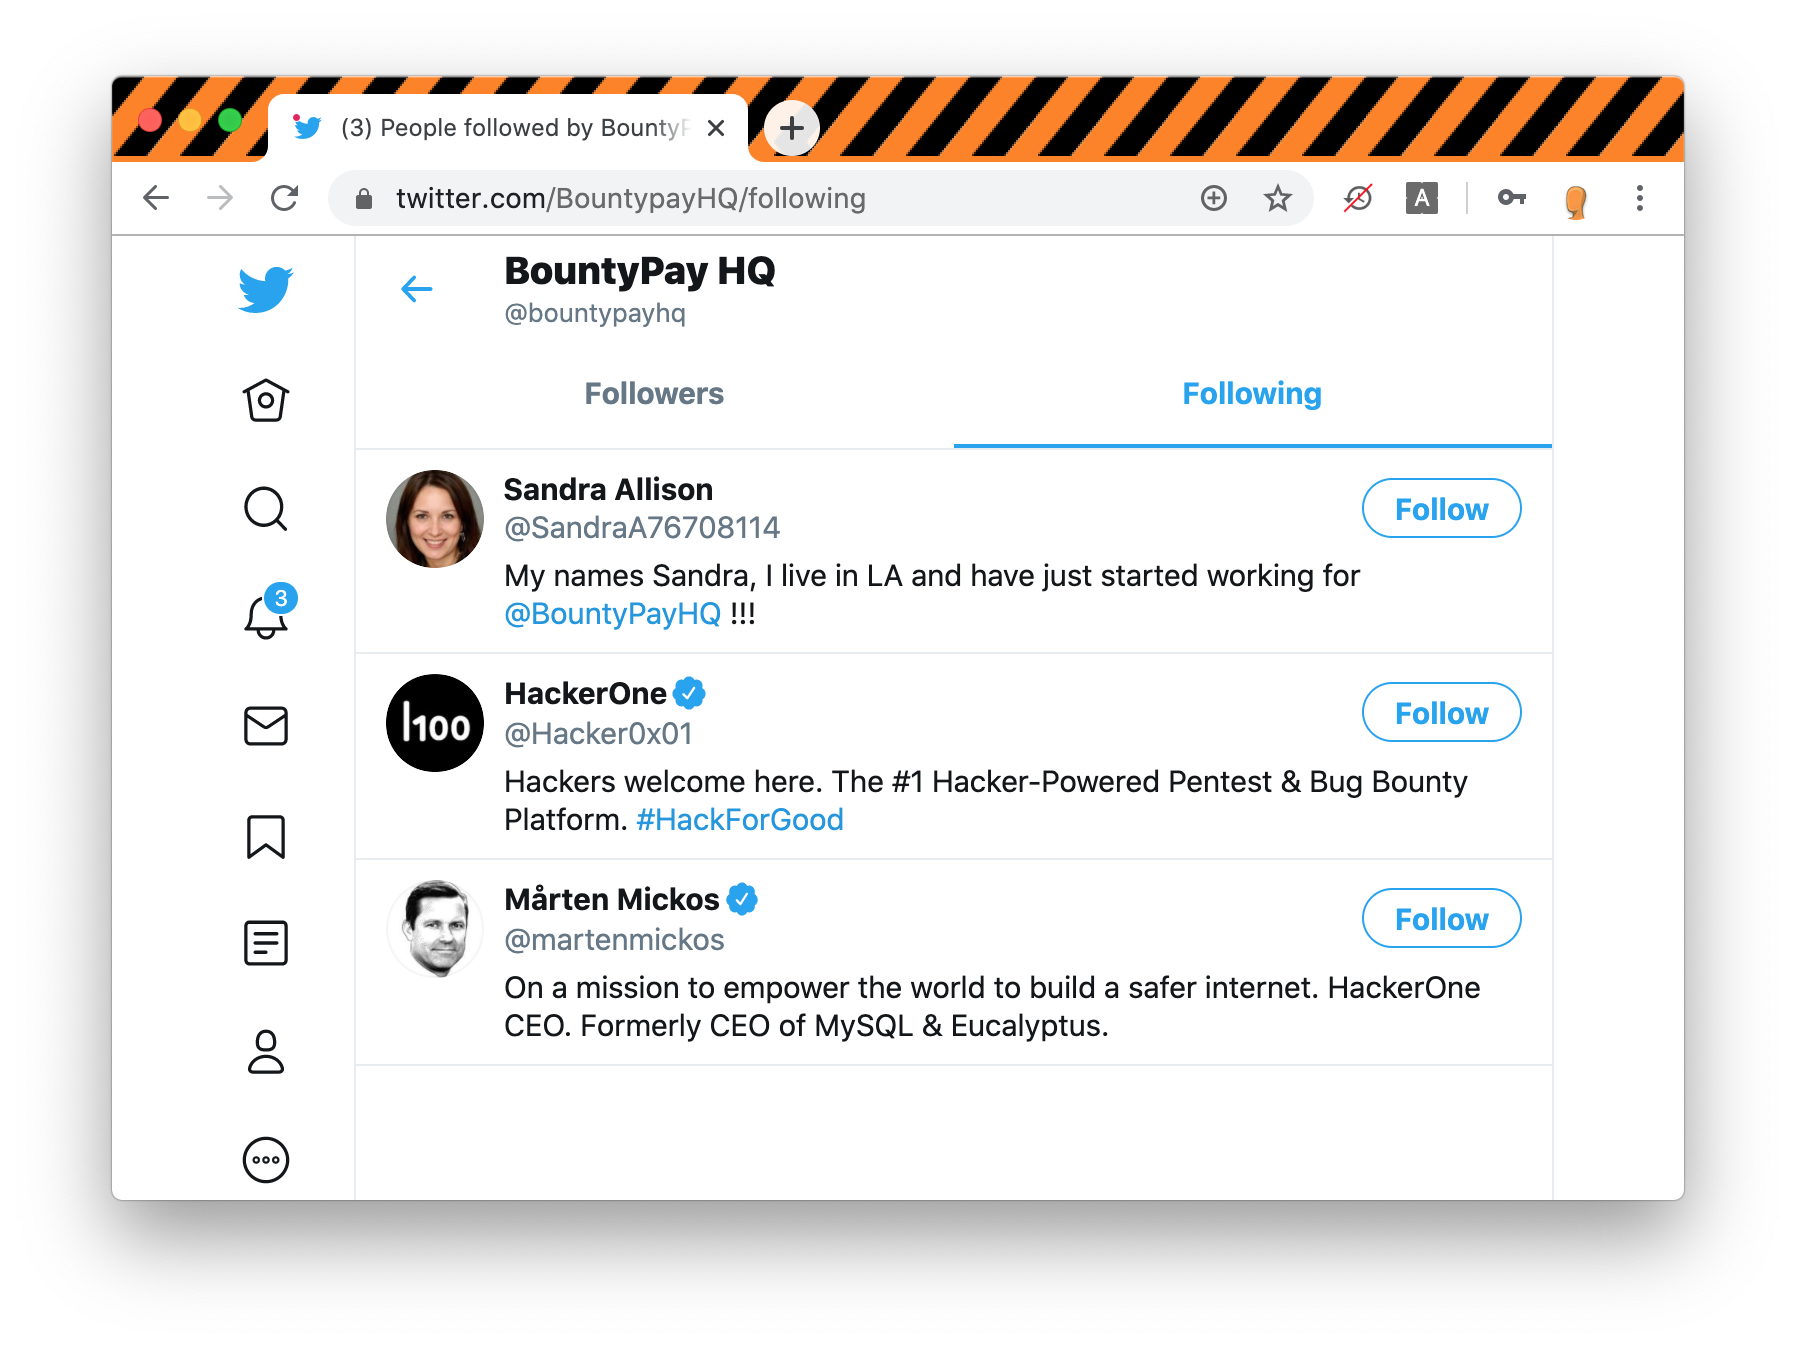 (3) People followed by BountyP
twitter.com/BountypayHQ/following
A
BountyPay HQ
@bountypayhq
Followers
Following
Sandra Allison
@SandraA76708114
Follow
My names Sandra, I live in LA and have just started working for
@BountyPayHQ !!!
3
HackerOne
@Hacker0x01
Follow
h100
Hackers welcome here. The #1 Hacker-Powered Pentest & Bug Bounty
Platform. #HackForGood
Mårten Mickos
@martenmickos
Follow
On a mission to empower the world to build a safer internet. HackerOne
CEO. Formerly CEO of MySQL & Eucalyptus.